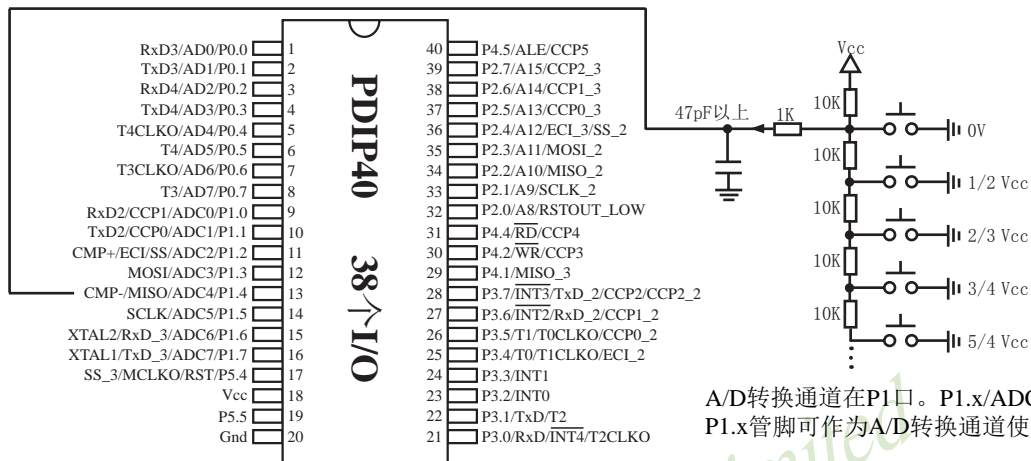 RxD3/AD0/P0.0 1
TxD3/AD1/P0.1 2
RxD4/AD2/P0.2 3
TxD4/AD3/P0.3 4
T4CLKO/AD4/P0.4 5
T4/AD5/P0.5 6
T3CLKO/AD6/P0.6 7
T3/AD7/P0.7 8
RxD2/CCP1/ADC0/P1.0 9
TxD2/CCP0/ADC1/P1.1 10
CMP+/ECI/SS/ADC2/P1.2 11
MOSI/ADC3/P1.3 12
CMP-/MISO/ADC4/P1.4 13
SCLK/ADC5/P1.5 14
XTAL2/RxD_3/ADC6/P1.6 15
XTAL1/TxD_3/ADC7/P1.7 16
SS_3/MCLKO/RST/P5.4 17
Vcc 18
P5.5 19
Gnd 20
PDIP40 38个I/O
40 P4.5/ALE/CCP5
39 P2.7/A15/CCP2_3
38 P2.6/A14/CCP1_3
37 P2.5/A13/CCP0_3
36 P2.4/A12/ECI_3/SS_2
35 P2.3/A11/MOSI_2
34 P2.2/A10/MISO_2
33 P2.1/A9/SCLK_2
32 P2.0/A8/RSTOUT_LOW
31 P4.4/RD/CCP4
30 P4.2/WR/CCP3
29 P4.1/MISO_3
28 P3.7/INT3/TxD_2/CCP2/CCP2_2
27 P3.6/INT2/RxD_2/CCP1_2
26 P3.5/T1/T0CLKO/CCP0_2
25 P3.4/T0/T1CLKO/ECI_2
24 P3.3/INT1
23 P3.2/INT0
22 P3.1/TxD/T2
21 P3.0/RxD/INT4/T2CLKO
47pF以上
1K
Vcc
10K
0V
10K
1/2 Vcc
10K
2/3 Vcc
10K
3/4 Vcc
10K
5/4 Vcc
A/D转换通道在P1口。P1.x/ADC
P1.x管脚可作为A/D转换通道使